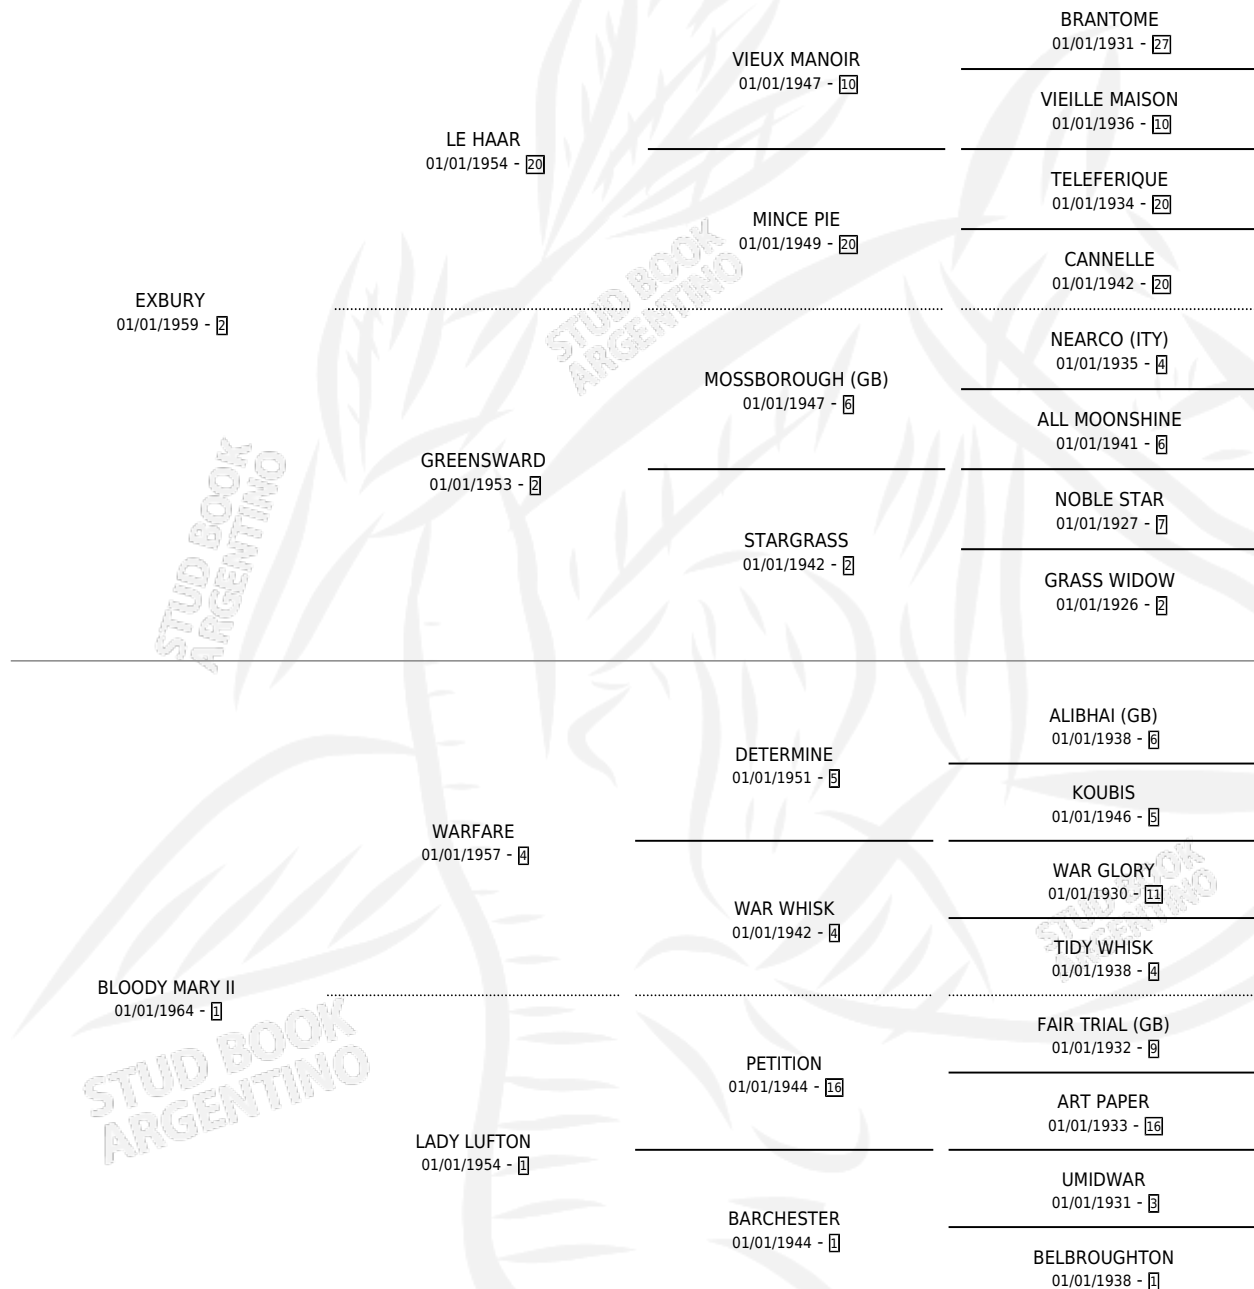 BRANTOME
01/01/1931 - 27
VIEUX MANOIR
01/01/1947 - 10
VIEILLE MAISON
01/01/1936 - 10
LE HAAR
01/01/1954 - 20
TELEFERIQUE
01/01/1934 - 20
MINCE PIE
01/01/1949 - 20
CANNELLE
01/01/1942 - 20
EXBURY
01/01/1959 - 2
STUD BOOK
ARGENTINO
NEARCO (ITY)
01/01/1935 - 4
MOSSBOROUGH (GB)
01/01/1947 - 6
ALL MOONSHINE
01/01/1941 - 6
GREENSWARD
01/01/1953 - 2
NOBLE STAR
01/01/1927 - 7
STARGRASS
01/01/1942 - 2
GRASS WIDOW
01/01/1926 - 2
STUD BOOK
ARGENTINO
ALIBHAI (GB)
01/01/1938 - 6
DETERMINE
01/01/1951 - 5
KOUBIS
01/01/1946 - 5
WARFARE
01/01/1957 - 4
WAR GLORY
01/01/1930 - 11
WAR WHISK
01/01/1942 - 4
TIDY WHISK
01/01/1938 - 4
STUD BOOK
ARGENTINO
BLOODY MARY II
01/01/1964 - 1
STUD BOOK
ARGENTINO
FAIR TRIAL (GB)
01/01/1932 - 9
PETITION
01/01/1944 - 16
ART PAPER
01/01/1933 - 16
LADY LUFTON
01/01/1954 - 1
UMIDWAR
01/01/1931 - 3
BARCHESTER
01/01/1944 - 1
BELBROUGHTON
01/01/1938 - 1